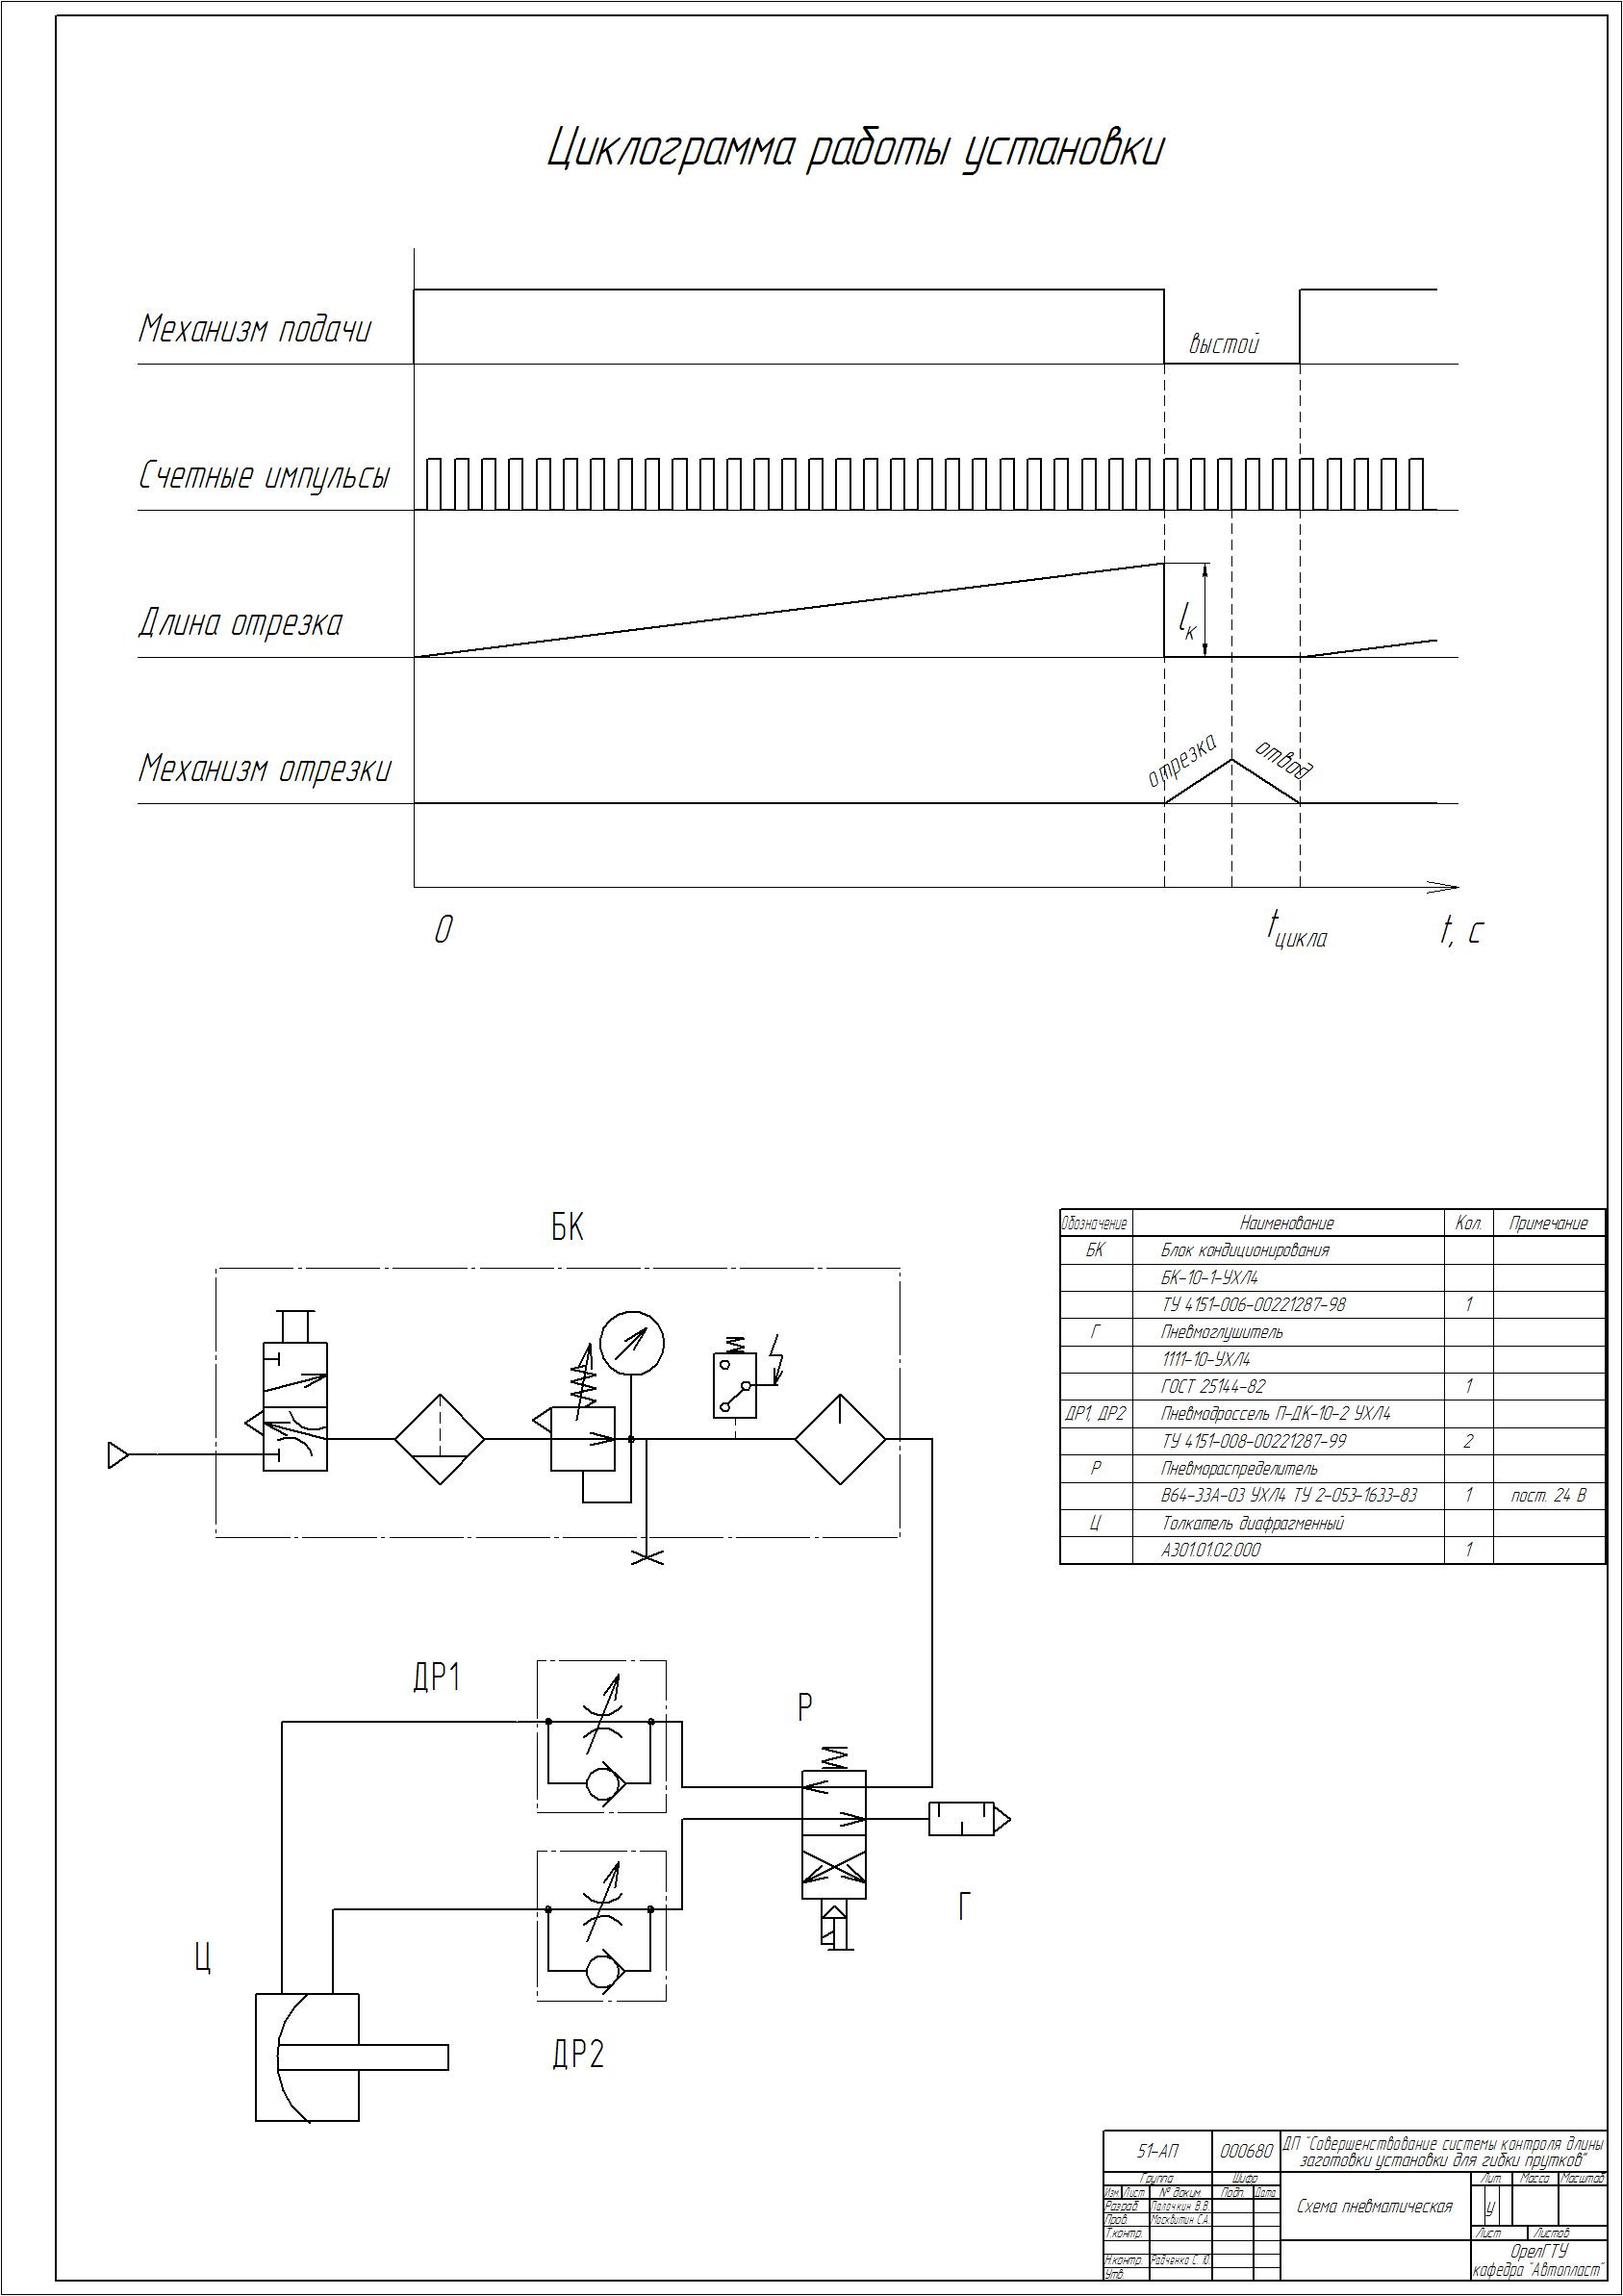 Циклограмма работы установки
Механизм подачи
выстой
Счетные импульсы
Длина отрезка
lк
Механизм отрезки
отрезка
отвод
0
tцикла
t, с
БК
Обозначение Наименование Кол. Примечание
БК Блок кондиционирования
БК-10-1-УХЛ4
ТУ 4151-006-00221287-98 1
Г Пневмоглушитель
1111-10-УХЛ4
ГОСТ 25144-82 1
ДР1, ДР2 Пневмодроссель П-ДК-10-2 УХЛ4
ТУ 4151-008-00221287-99 2
Р Пневмораспределитель
В64-33А-03 УХЛ4 ТУ 2-053-1633-83 1 пост. 24 В
Ц Толкатель диафрагменный
А301.01.02.000 1
ДР1
Р
Г
Ц
ДР2
51-АП 000680 ДП "Совершенствование системы контроля длины
заготовки установки для гибки прутков"
Группа Шифр
Изм. Лист № докум. Подп. Дата
Разраб. Палочкин В.В.
Пров. Москвитин С.А.
Т.контр.
Н.контр. Радченко С. Ю.
Утв.
Схема пневматическая
Лит. Масса Масштаб
у
Лист Листов
ОрелГТУ
кафедра "Автопласт"